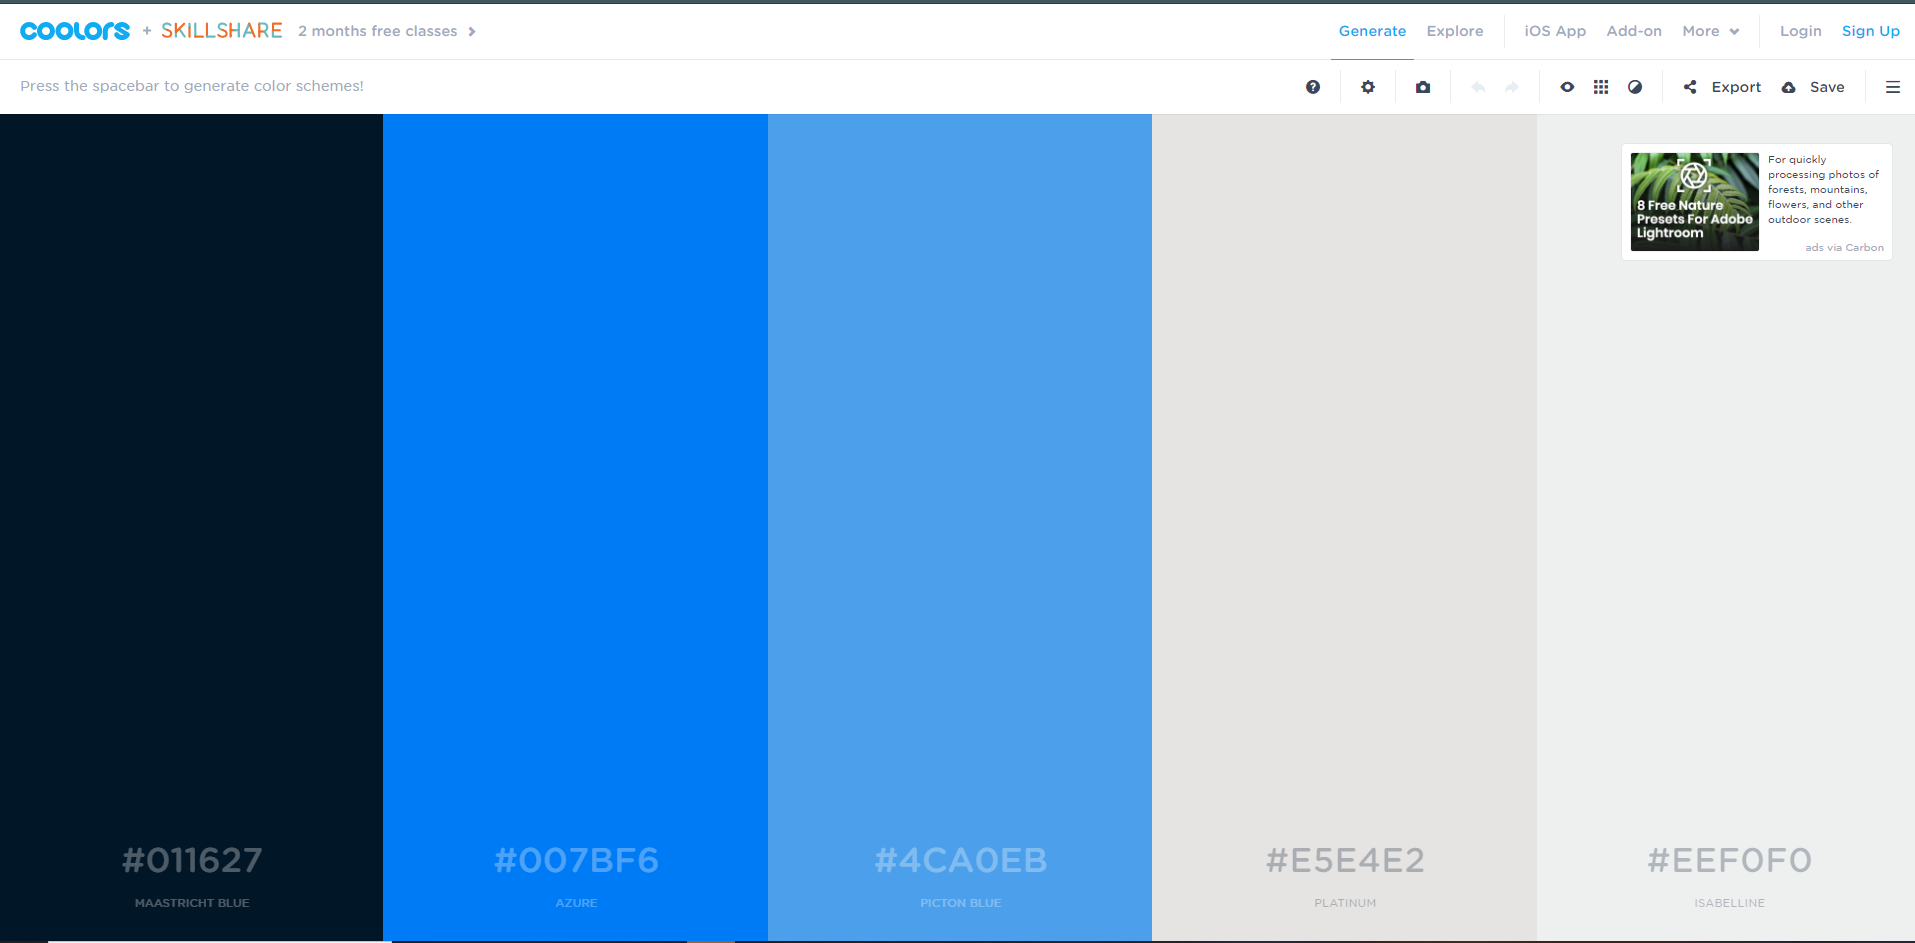 coolors + SKILLSHARE 2 months free classes
Generate Explore iOS App Add-on More Login Sign Up
Press the spacebar to generate color schemes!
Export Save
8 Free Nature
Presets For Adobe
Lightroom
For quickly
processing photos of
forests, mountains,
flowers, and other
outdoor scenes.
ads via Carbon
#011627
MAASTRICHT BLUE
#007BF6
AZURE
#4CA0EB
PICTON BLUE
#E5E4E2
PLATINUM
#EEF0F0
ISABELLINE